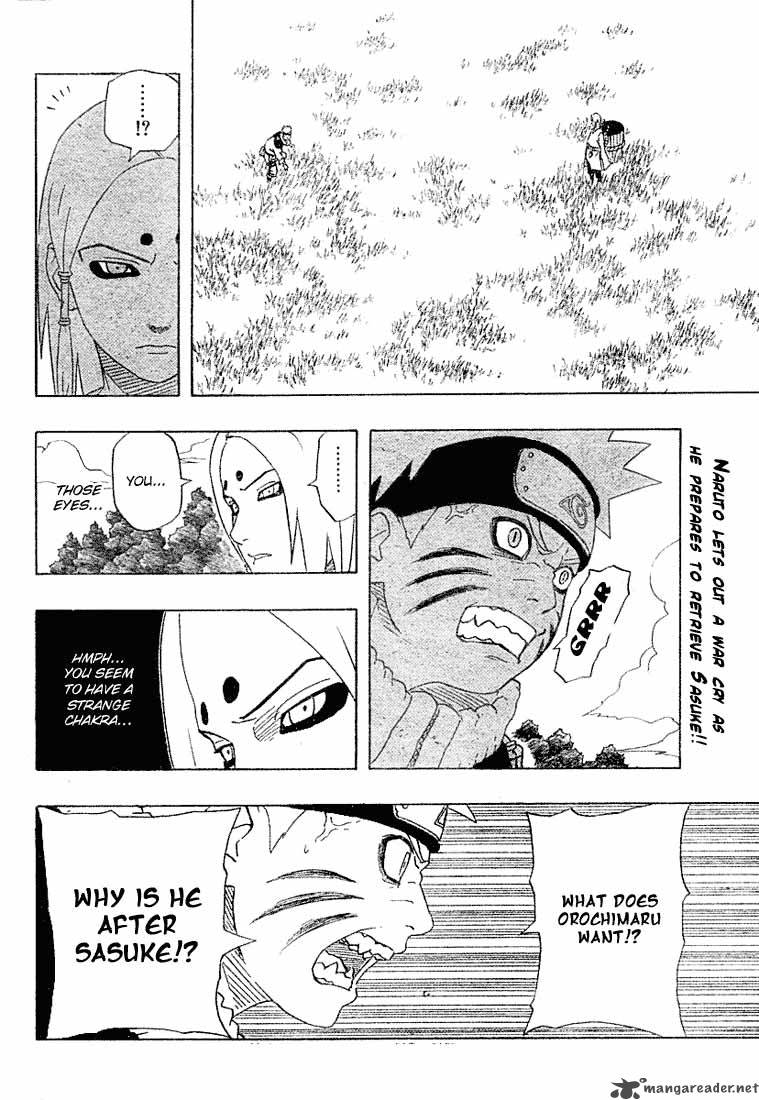 .........
!?
NARUTO LETS OUT A WAR CRY AS
HE PREPARES TO RETRIEVE SASUKE!!
GRRR
.........
YOU...
THOSE
EYES...
HMPH...
YOU SEEM
TO HAVE A
STRANGE
CHAKRA...
WHAT DOES
OROCHIMARU
WANT!?
WHY IS HE
AFTER
SASUKE!?
mangareader.net